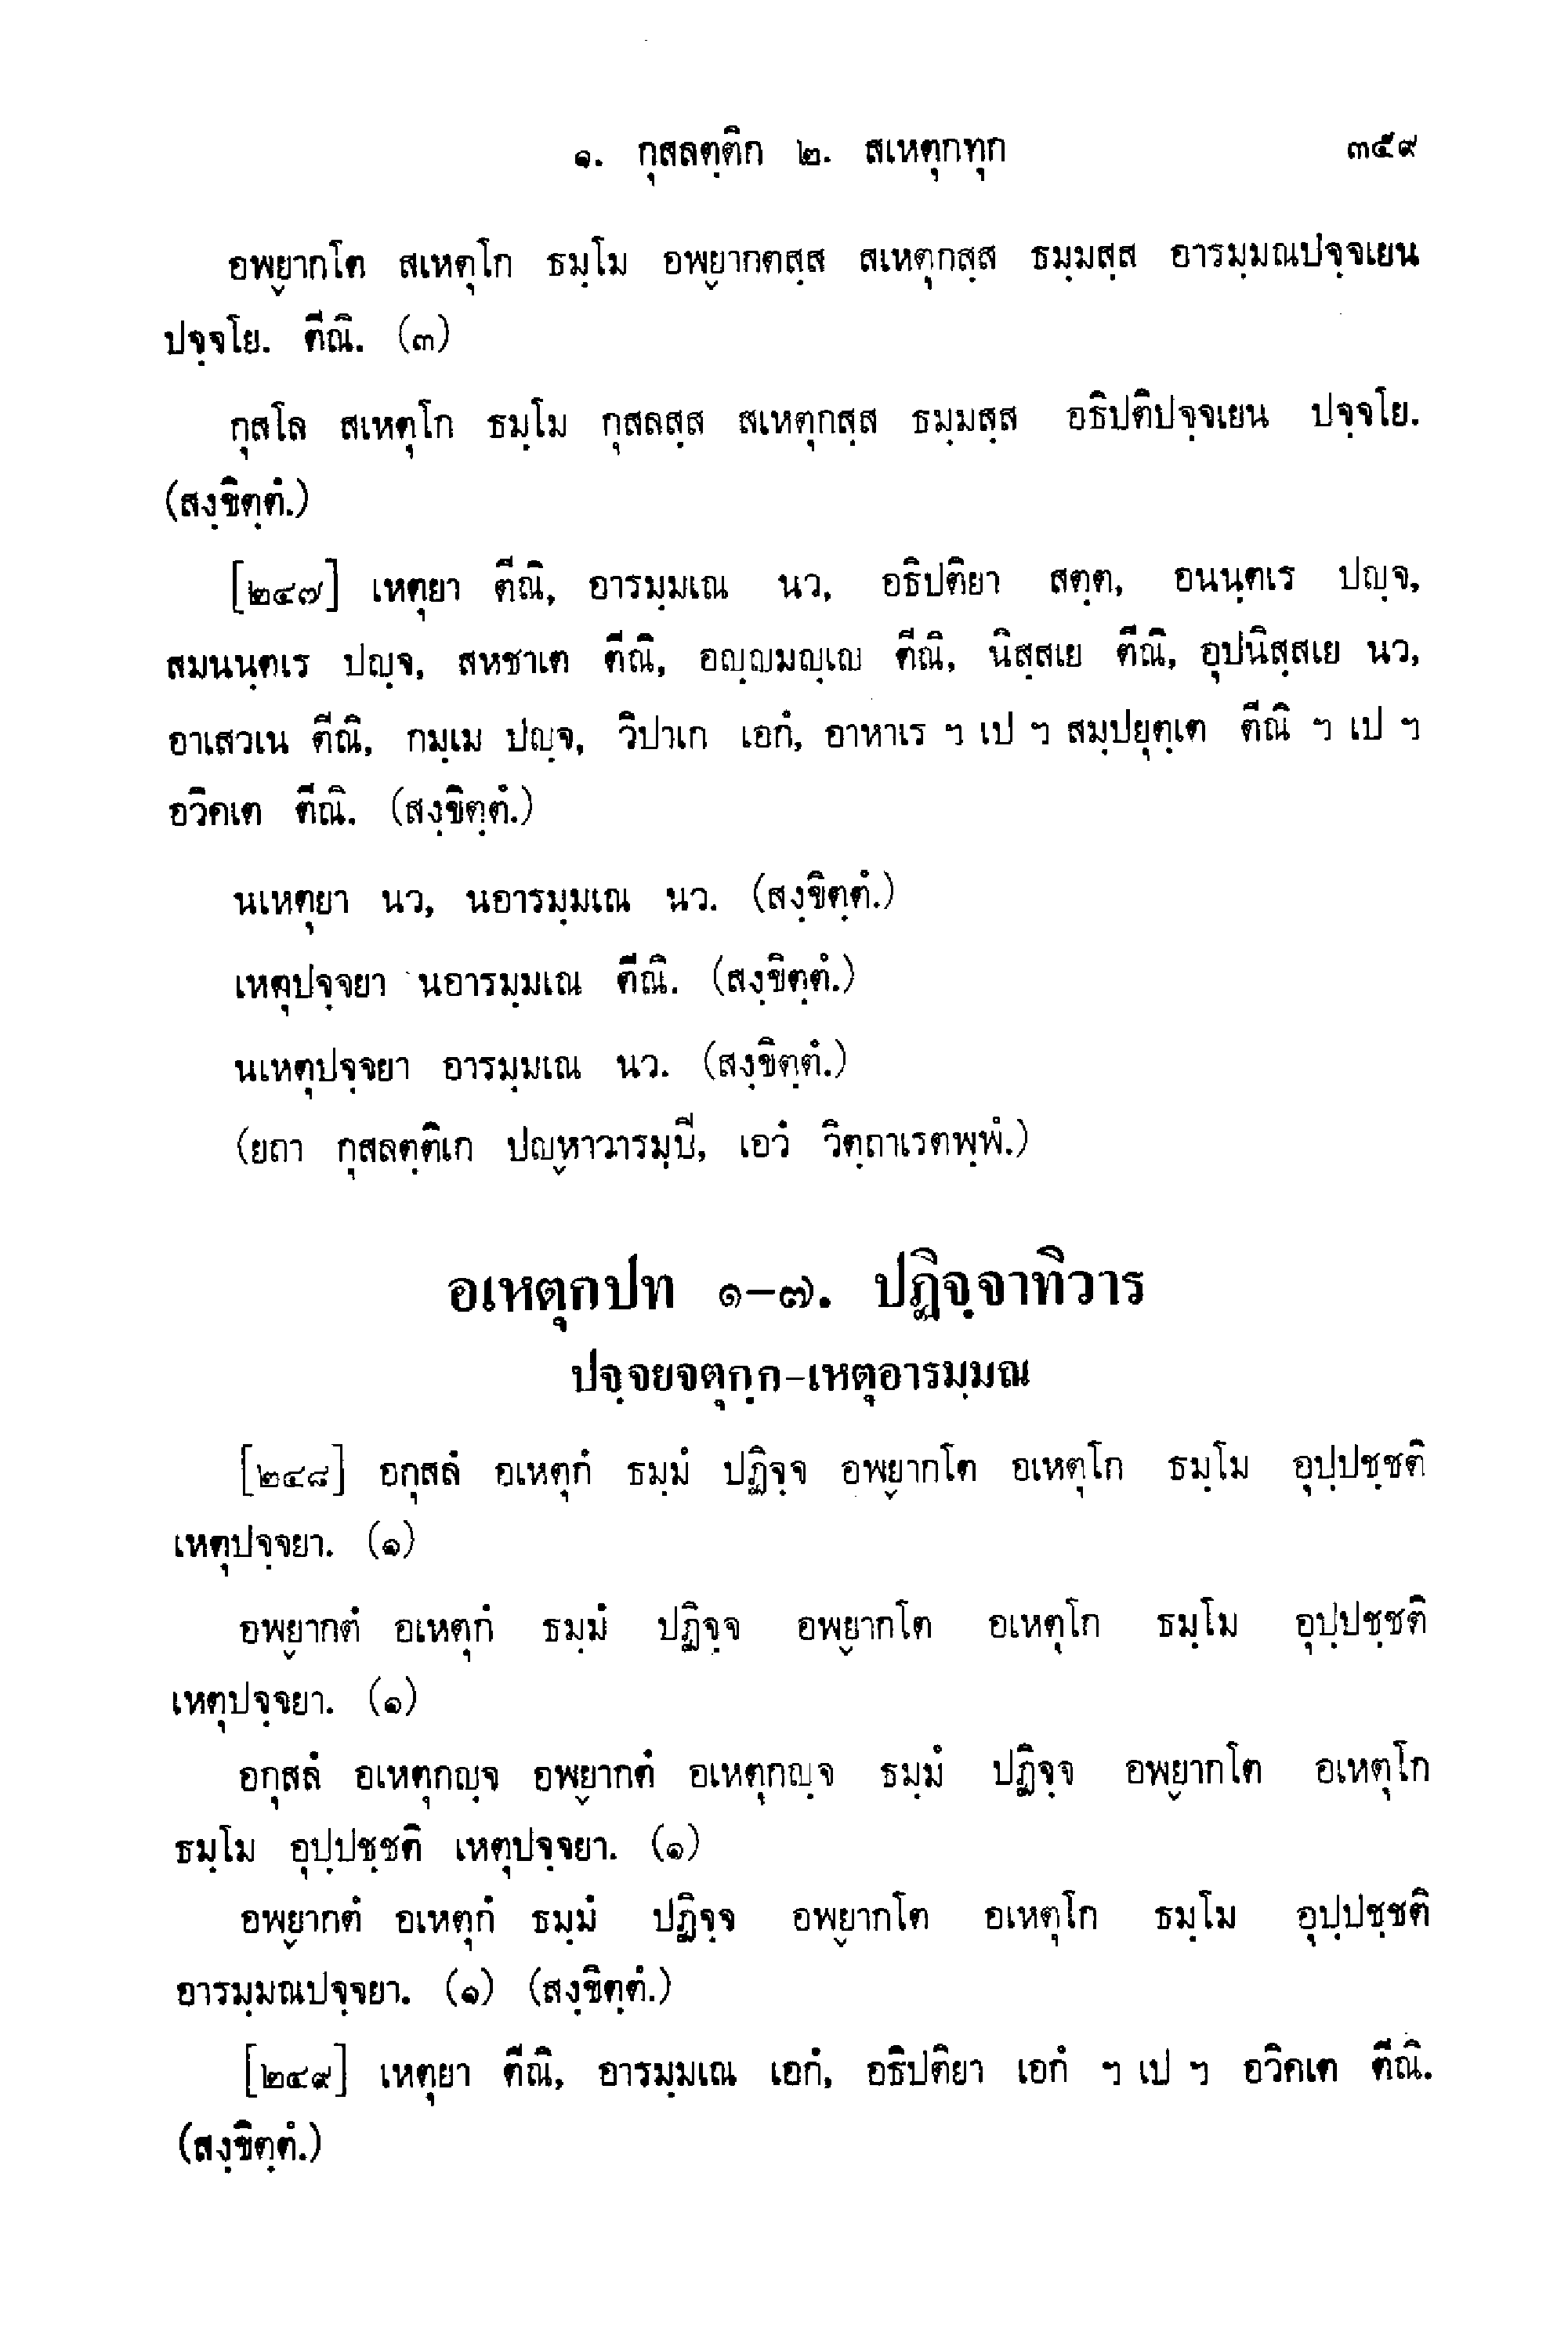 ๑. กุสลตฺติก ๒. สเหตุกทุก ๓๕๙
อพฺยากโต สเหตุโก ธมฺโม อพฺยากตสฺส สเหตุกสฺส ธมฺมสฺส อารมฺมณปจฺจเยน
ปจฺจโย. ตีณิ. (๓)
กุสโล สเหตุโก ธมฺโม กุสลสฺส สเหตุกสฺส ธมฺมสฺส อธิปติปจฺจเยน ปจฺจโย.
(สงฺขิตฺตํ.)
[๒๔๗] เหตุยา ตีณิ, อารมฺมเณ นว, อธิปติยา สตฺต, อนนฺตเร ปญฺจ,
สมนนฺตเร ปญฺจ, สหชาเต ตีณิ, อญฺญมญฺเญ ตีณิ, นิสฺสเย ตีณิ, อุปนิสฺสเย นว,
อาเสวเน ตีณิ, กมฺเม ปญฺจ, วิปาเก เอกํ, อาหาเร ฯ เป ฯ สมฺปยุตฺเต ตีณิ ฯ เป ฯ
อวิคเต ตีณิ. (สงฺขิตฺตํ.)
นเหตุยา นว, นอารมฺมเณ นว. (สงฺขิตฺตํ.)
เหตุปจฺจยา นอารมฺมเณ ตีณิ. (สงฺขิตฺตํ.)
นเหตุปจฺจยา อารมฺมเณ นว. (สงฺขิตฺตํ.)
(ยถา กุสลตฺติเก ปญฺหาวารมฺปี, เอวํ วิตฺถาเรตพฺพํ.)
อเหตุกปท ๑-๗. ปฏิจฺจาทิวาร
ปจฺจยจตุกฺก-เหตุอารมฺมณ
[๒๔๘] อกุสลํ อเหตุกํ ธมฺมํ ปฏิจฺจ อพฺยากโต อเหตุโก ธมฺโม อุปฺปชฺชติ
เหตุปจฺจยา. (๑)
อพฺยากตํ อเหตุกํ ธมฺมํ ปฏิจฺจ อพฺยากโต อเหตุโก ธมฺโม อุปฺปชฺชติ
เหตุปจฺจยา. (๑)
อกุสลํ อเหตุกญฺจ อพฺยากตํ อเหตุกญฺจ ธมฺมํ ปฏิจฺจ อพฺยากโต อเหตุโก
ธมฺโม อุปฺปชฺชติ เหตุปจฺจยา. (๑)
อพฺยากตํ อเหตุกํ ธมฺมํ ปฏิจฺจ อพฺยากโต อเหตุโก ธมฺโม อุปฺปชฺชติ
อารมฺมณปจฺจยา. (๑) (สงฺขิตฺตํ.)
[๒๔๙] เหตุยา ตีณิ, อารมฺมเณ เอกํ, อธิปติยา เอกํ ฯ เป ฯ อวิคเต ตีณิ.
(สงฺขิตฺตํ.)